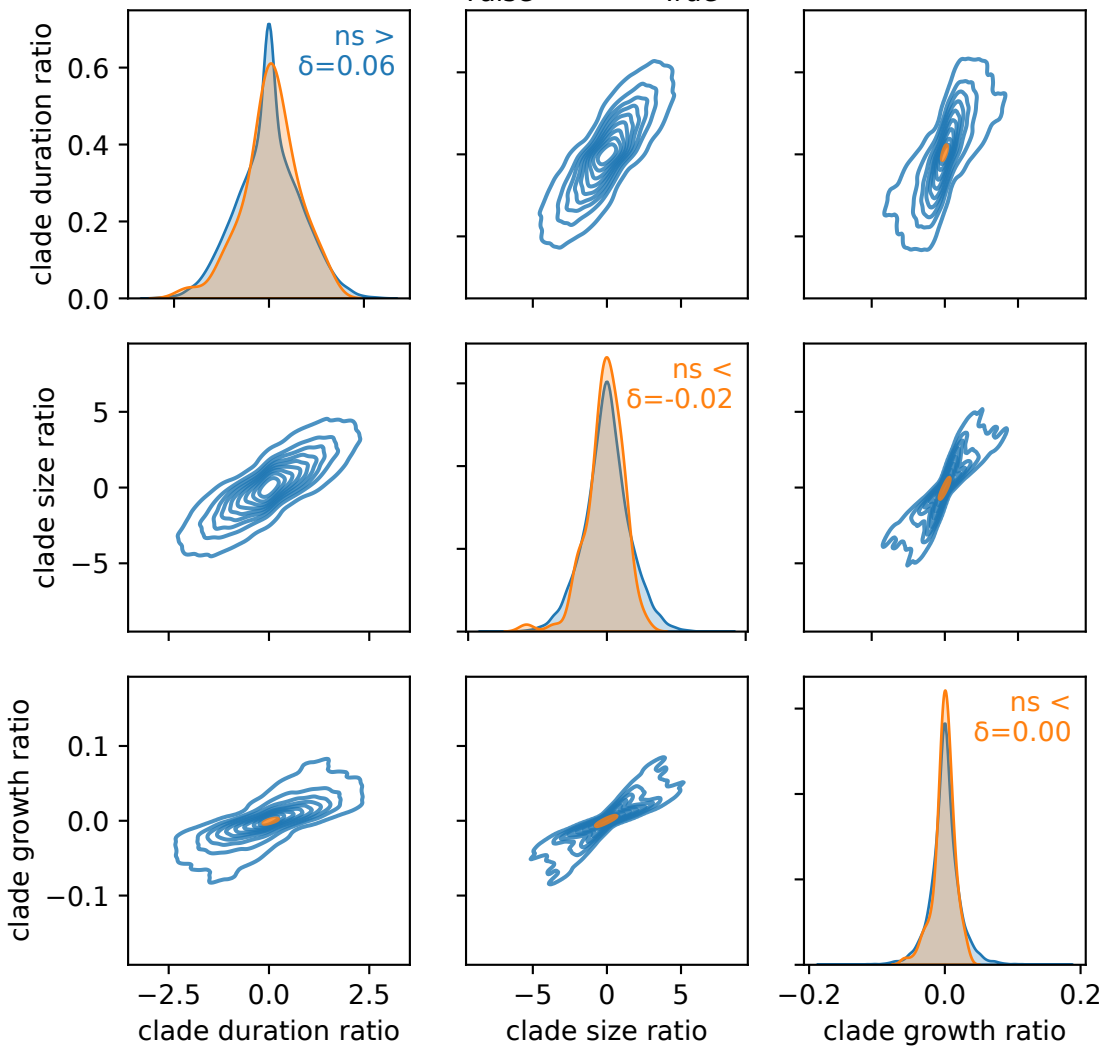 clade duration ratio
0.6
0.4
0.2
0.0
ns >
δ=0.06
clade size ratio
5
0
−5
ns <
δ=-0.02
clade growth ratio
0.1
0.0
−0.1
ns <
δ=0.00
−2.5 0.0 2.5
clade duration ratio
−5 0 5
clade size ratio
−0.2 0.0 0.2
clade growth ratio